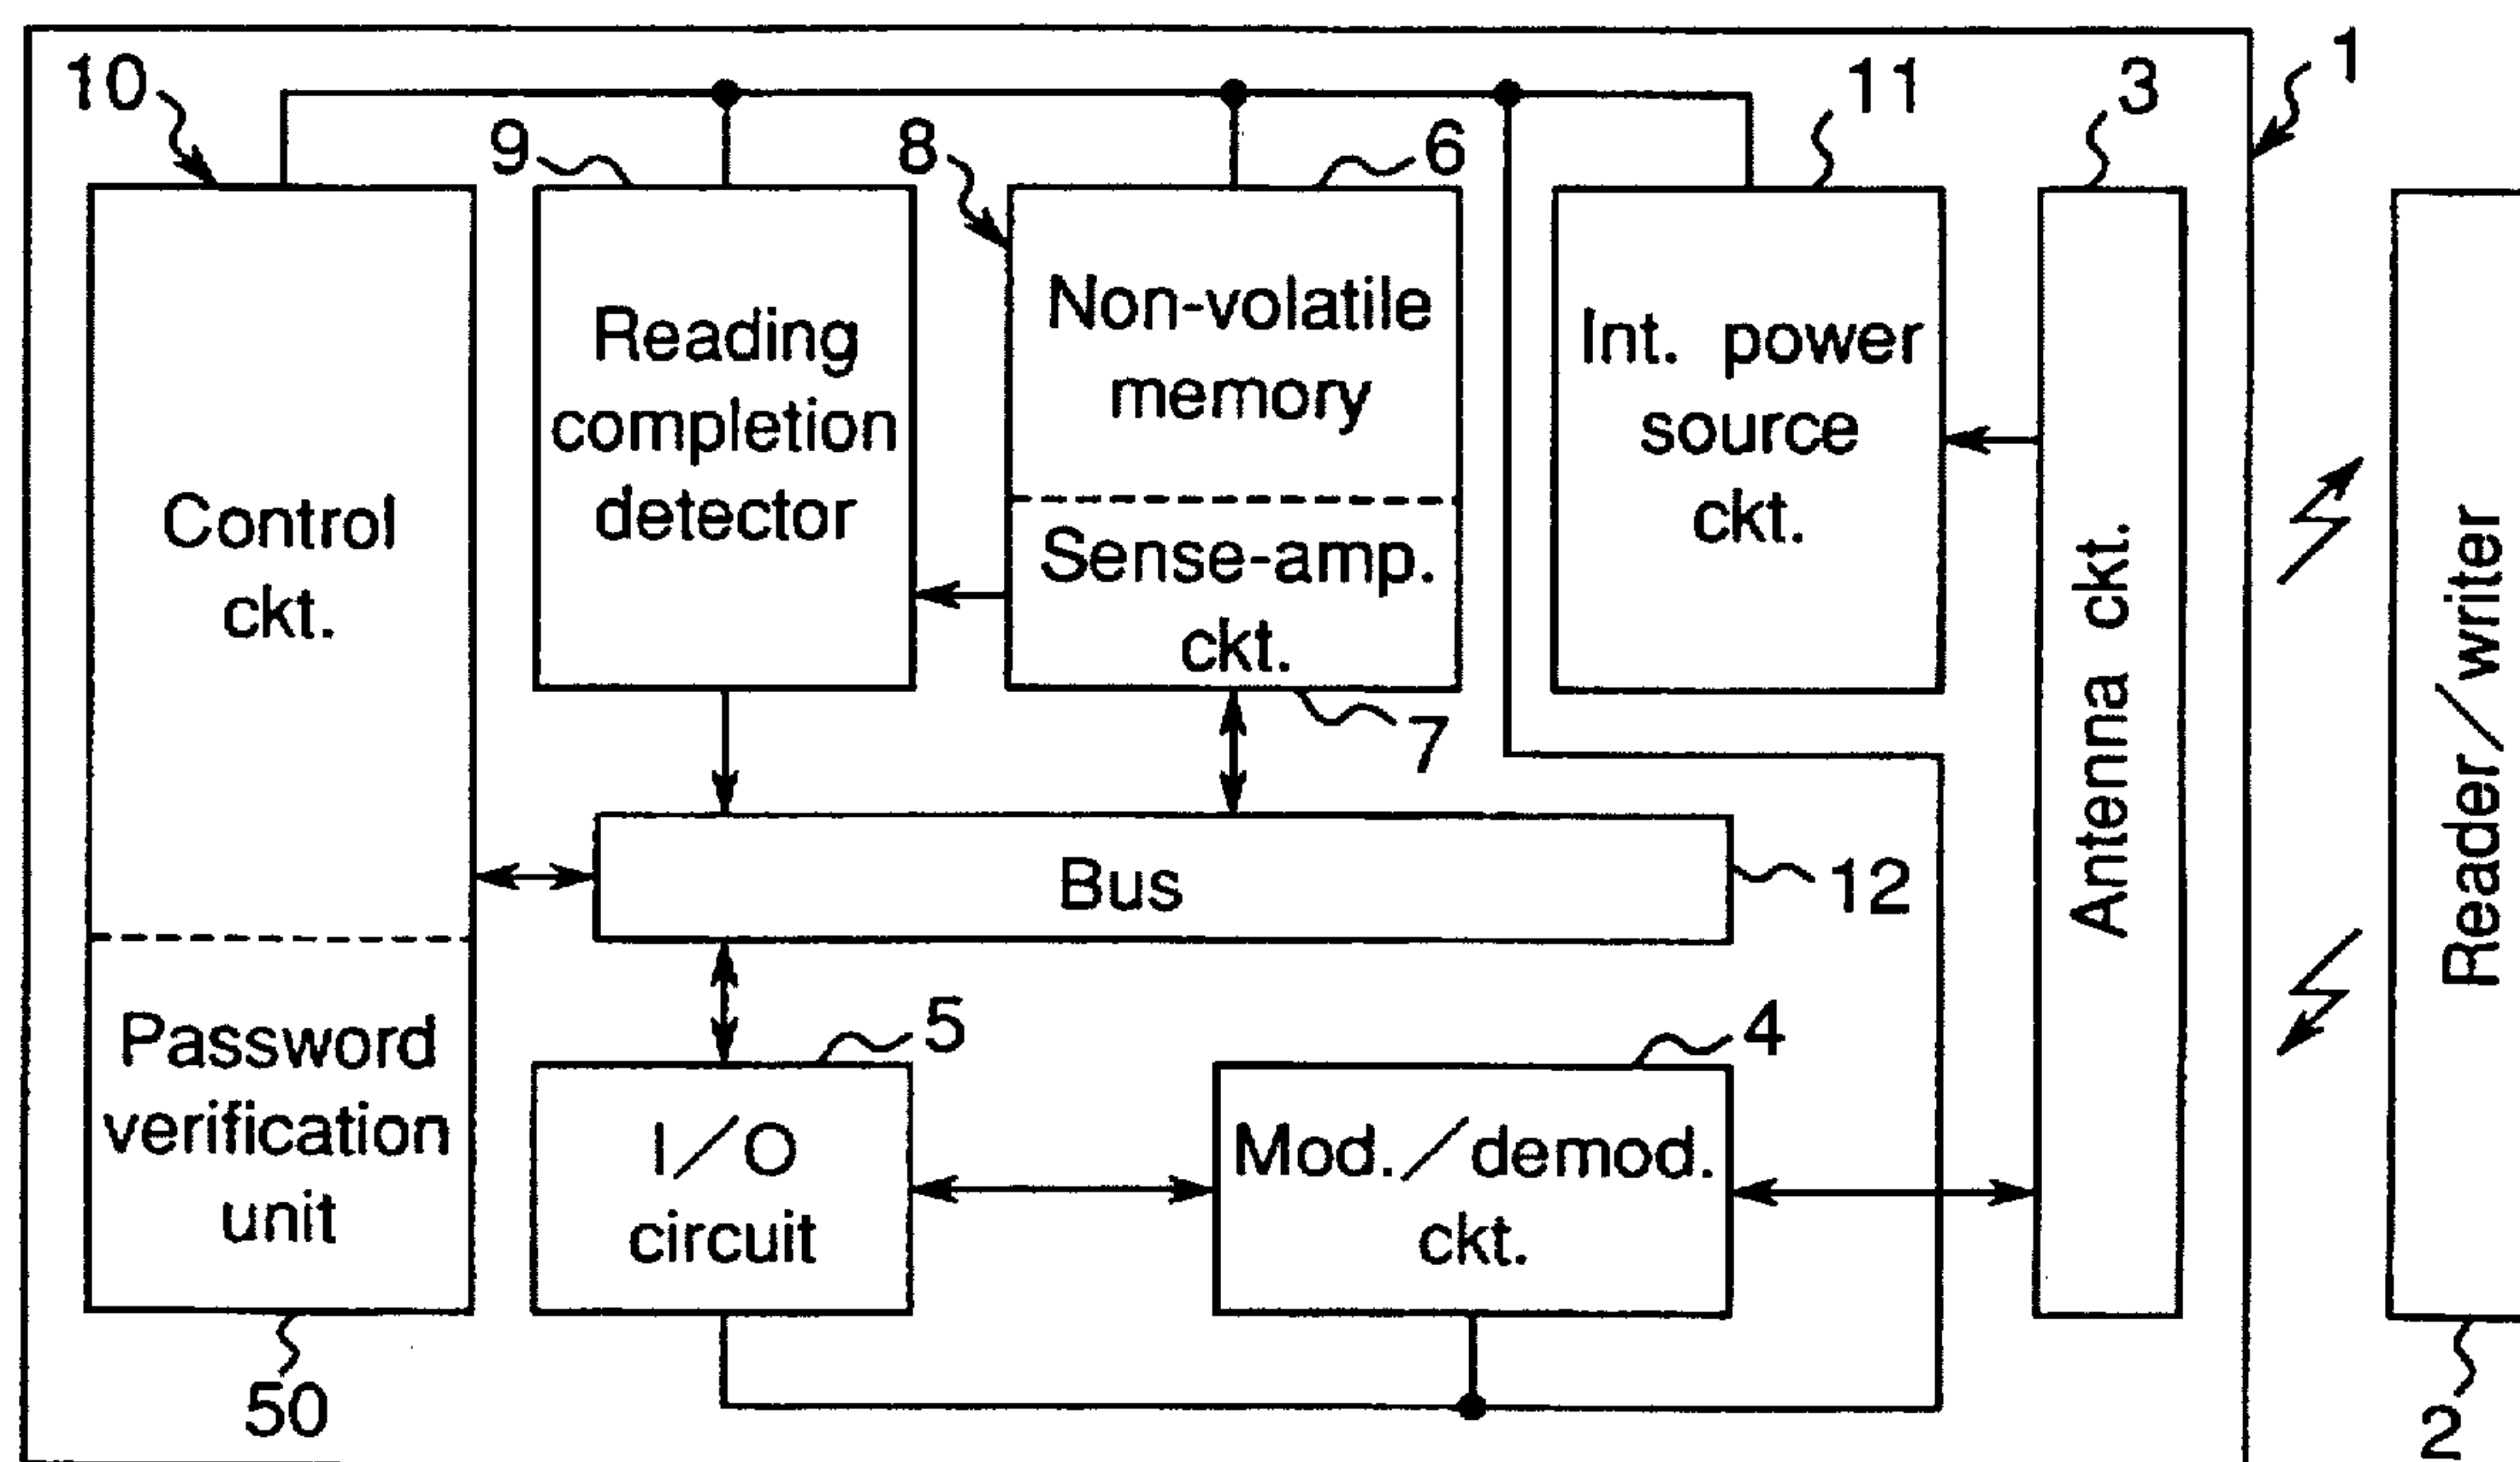 10
9
8
6
11
3
1
Control
ckt.
Password
verification
unit
50
Reading
completion
detector
Non-volatile
memory
Sense-amp.
ckt.
7
Int. power
source
ckt.
Antenna ckt.
Reader/writer
2
Bus
12
5
I/O
circuit
4
Mod./demod.
ckt.